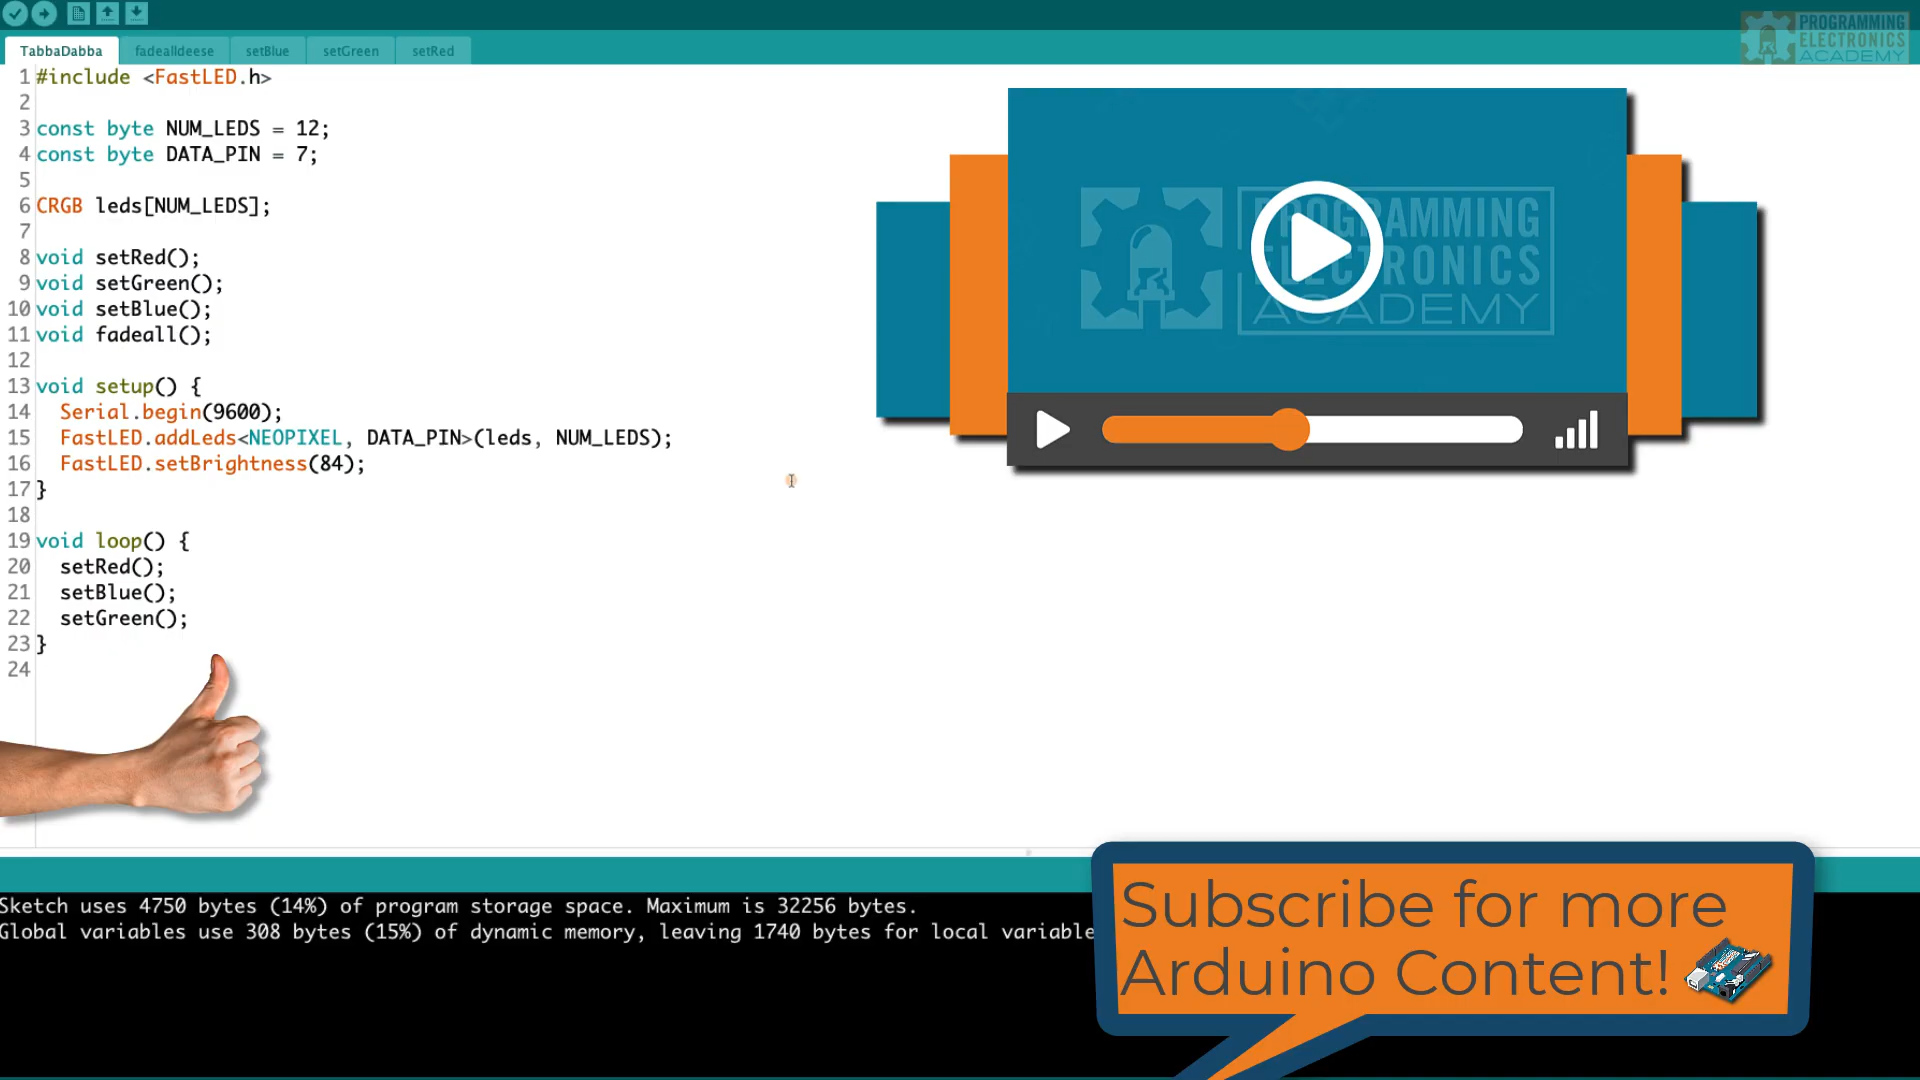 PROGRAMMING
ELECTRONICS
ACADEMY
TabbaDabba fadealldeese setBlue setGreen setRed
1 #include <FastLED.h>
2
3 const byte NUM_LEDS = 12;
4 const byte DATA_PIN = 7;
5
6 CRGB leds[NUM_LEDS];
7
8 void setRed();
9 void setGreen();
10 void setBlue();
11 void fadeall();
12
13 void setup() {
14 Serial.begin(9600);
15 FastLED.addLeds<NEOPIXEL, DATA_PIN>(leds, NUM_LEDS);
16 FastLED.setBrightness(84);
17 }
18
19 void loop() {
20 setRed();
21 setBlue();
22 setGreen();
23 }
24
PROGRAMMING
ELECTRONICS
ACADEMY
Sketch uses 4750 bytes (14%) of program storage space. Maximum is 32256 bytes.
Global variables use 308 bytes (15%) of dynamic memory, leaving 1740 bytes for local variable
Subscribe for more
Arduino Content!